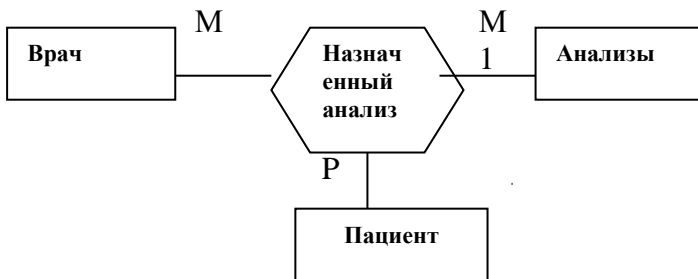 М
М
1
Врач
Назнач
енный
анализ
Анализы
Р
Пациент